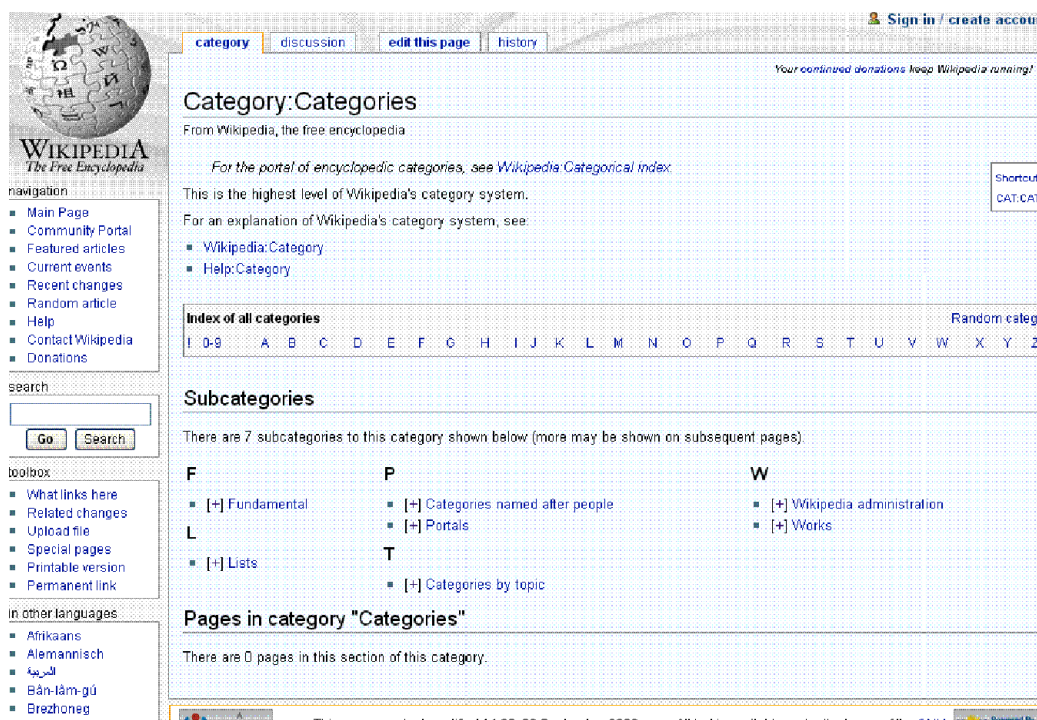 Sign in / create accou
category discussion edit this page history
Your continued donations keep Wikipedia running!
WIKIPEDIA
The Free Encyclopedia
Category:Categories
From Wikipedia, the free encyclopedia
For the portal of encyclopedic categories, see Wikipedia:Categorical index.
Shortcut
CAT:CAT
This is the highest level of Wikipedia's category system.
For an explanation of Wikipedia's category system, see:
Wikipedia:Category
Help:Category
Index of all categories Random categ
! 0-9 A B C D E F G H I J K L M N O P Q R S T U V W X Y Z
Subcategories
There are 7 subcategories to this category shown below (more may be shown on subsequent pages).
F
[+] Fundamental
L
[+] Lists
P
[+] Categories named after people
[+] Portals
T
[+] Categories by topic
W
[+] Wikipedia administration
[+] Works
Pages in category "Categories"
There are 0 pages in this section of this category.
navigation
Main Page
Community Portal
Featured articles
Current events
Recent changes
Random article
Help
Contact Wikipedia
Donations
search
Go Search
toolbox
What links here
Related changes
Upload file
Special pages
Printable version
Permanent link
in other languages
Afrikaans
Alemannisch
العربية
Bân-lâm-gú
Brezhoneg